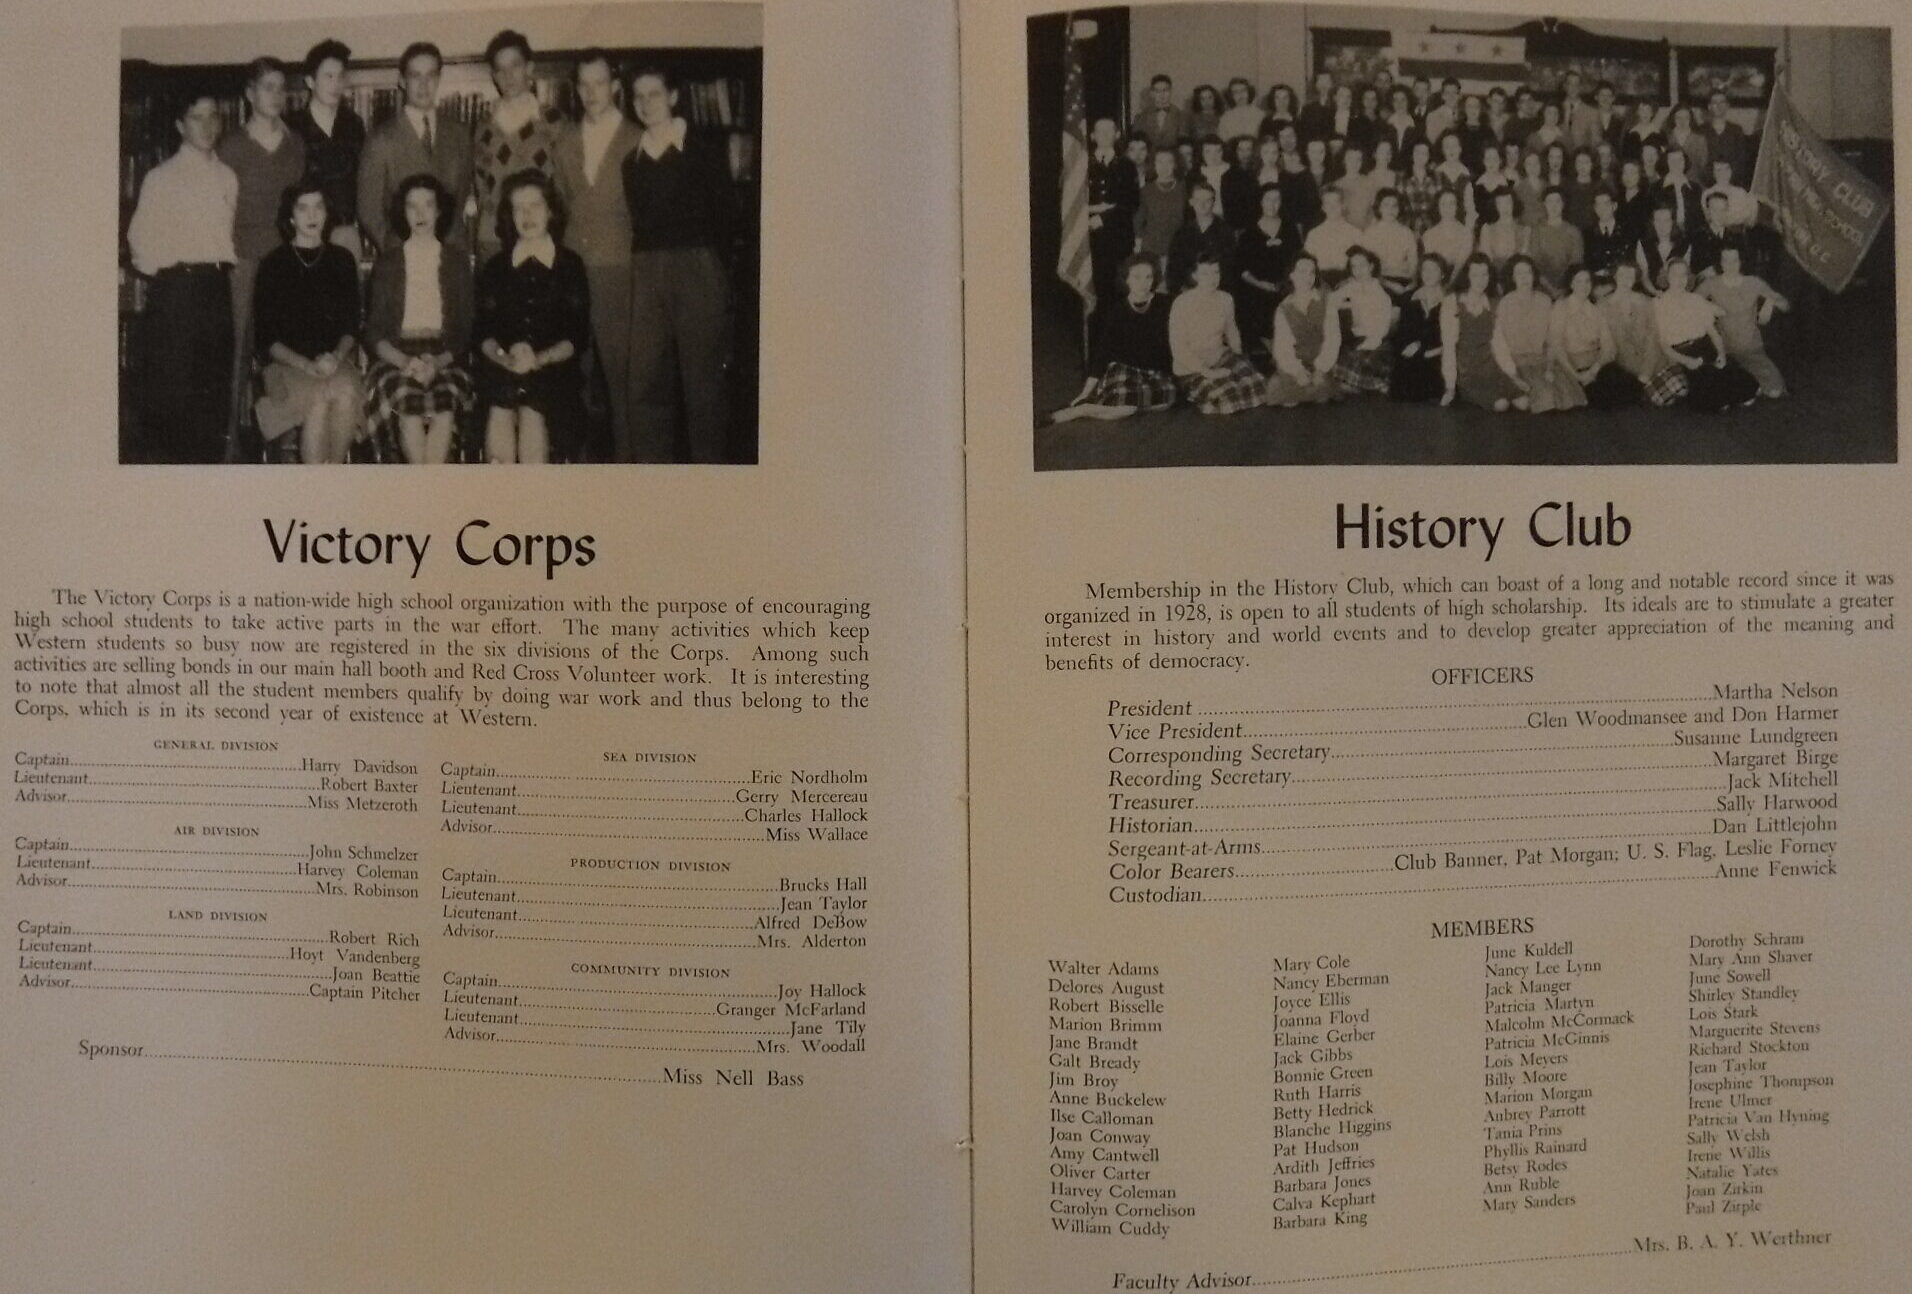 HISTORY CLUB
Victory Corps
The Victory Corps is a nation-wide high school organization with the purpose of encouraging
high school students to take active parts in the war effort. The many activities which keep
Western students so busy now are registered in the six divisions of the Corps. Among such
activities are selling bonds in our main hall booth and Red Cross Volunteer work. It is interesting
to note that almost all the student members qualify by doing war work and thus belong to the
Corps, which is in its second year of existence at Western.
GENERAL DIVISION
Captain Harry Davidson
Lieutenant Robert Baxter
Advisor Miss Metzeroth
AIR DIVISION
Captain John Schmelzer
Lieutenant Harvey Coleman
Advisor Mrs. Robinson
LAND DIVISION
Captain Robert Rich
Lieutenant Hoyt Vandenberg
Lieutenant Joan Beattie
Advisor Captain Pitcher
SEA DIVISION
Captain Eric Nordholm
Lieutenant Gerry Mercereau
Lieutenant Charles Hallock
Advisor Miss Wallace
PRODUCTION DIVISION
Captain Brucks Hall
Lieutenant Jean Taylor
Lieutenant Alfred DeBow
Advisor Mrs. Alderton
COMMUNITY DIVISION
Captain Joy Hallock
Lieutenant Granger McFarland
Lieutenant Jane Tily
Advisor Mrs. Woodall
Sponsor Miss Nell Bass
History Club
Membership in the History Club, which can boast of a long and notable record since it was
organized in 1928, is open to all students of high scholarship. Its ideals are to stimulate a greater
interest in history and world events and to develop greater appreciation of the meaning and
benefits of democracy.
OFFICERS
President Martha Nelson
Vice President Glen Woodmansee and Don Harmer
Corresponding Secretary Susanne Lundgreen
Recording Secretary Margaret Birge
Treasurer Jack Mitchell
Historian Sally Harwood
Sergeant-at-Arms Dan Littlejohn
Color Bearers Club Banner, Pat Morgan; U. S. Flag, Leslie Forney
Custodian Anne Fenwick
MEMBERS
Walter Adams
Delores August
Robert Bisselle
Marion Brimm
Jane Brandt
Galt Bready
Jim Broy
Anne Buckelew
Ilse Calloman
Joan Conway
Amy Cantwell
Oliver Carter
Harvey Coleman
Carolyn Cornelison
William Cuddy
Mary Cole
Nancy Eberman
Joyce Ellis
Joanna Floyd
Elaine Gerber
Jack Gibbs
Bonnie Green
Ruth Harris
Betty Hedrick
Blanche Higgins
Pat Hudson
Ardith Jeffries
Barbara Jones
Calva Kephart
Barbara King
June Kuldell
Nancy Lee Lynn
Jack Manger
Patricia Martyn
Malcohn McCormack
Patricia McGinnis
Lois Meyers
Billy Moore
Marion Morgan
Aubrey Parrott
Tania Prins
Phyllis Rainard
Betsy Rodes
Ann Ruble
Mary Sanders
Dorothy Schram
Mary Ann Shaver
June Sowell
Shirley Standley
Lois Stark
Marguerite Stevens
Richard Stockton
Jean Taylor
Josephine Thompson
Irene Ulmer
Patricia Van Hyning
Sally Welsh
Irene Willis
Natalie Yates
Joan Zirkin
Paul Zirple
Faculty Advisor Mrs. B. A. Y. Werthner